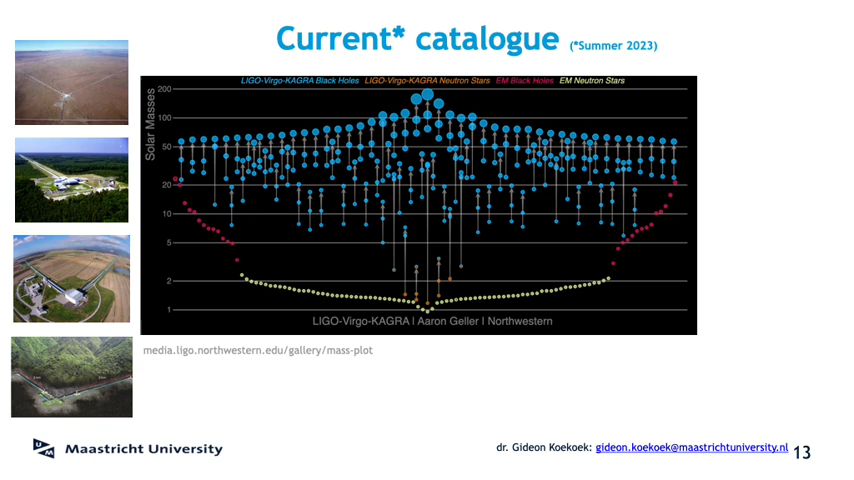 Current* catalogue (*Summer 2023)
LIGO-Virgo-KAGRA Black Holes LIGO-Virgo-KAGRA Neutron Stars EM Black Holes EM Neutron Stars
Solar Masses
200
100
50
20
10
5
2
1
LIGO-Virgo-KAGRA | Aaron Geller | Northwestern
media.ligo.northwestern.edu/gallery/mass-plot
UM Maastricht University
dr. Gideon Koekoek: gideon.koekoek@maastrichtuniversity.nl 13